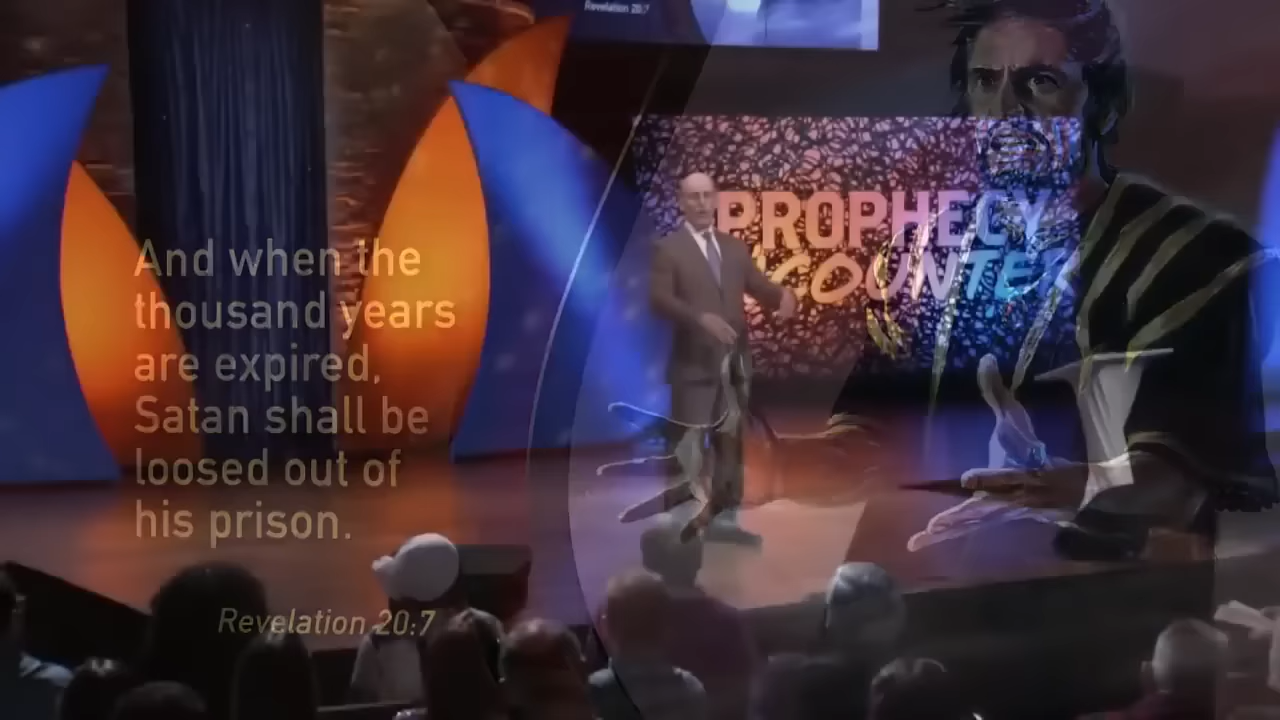 Revelation 20:7
PROPHECY
ENCOUNTER
And when the
thousand years
are expired,
Satan shall be
loosed out of
his prison.
Revelation 20:7